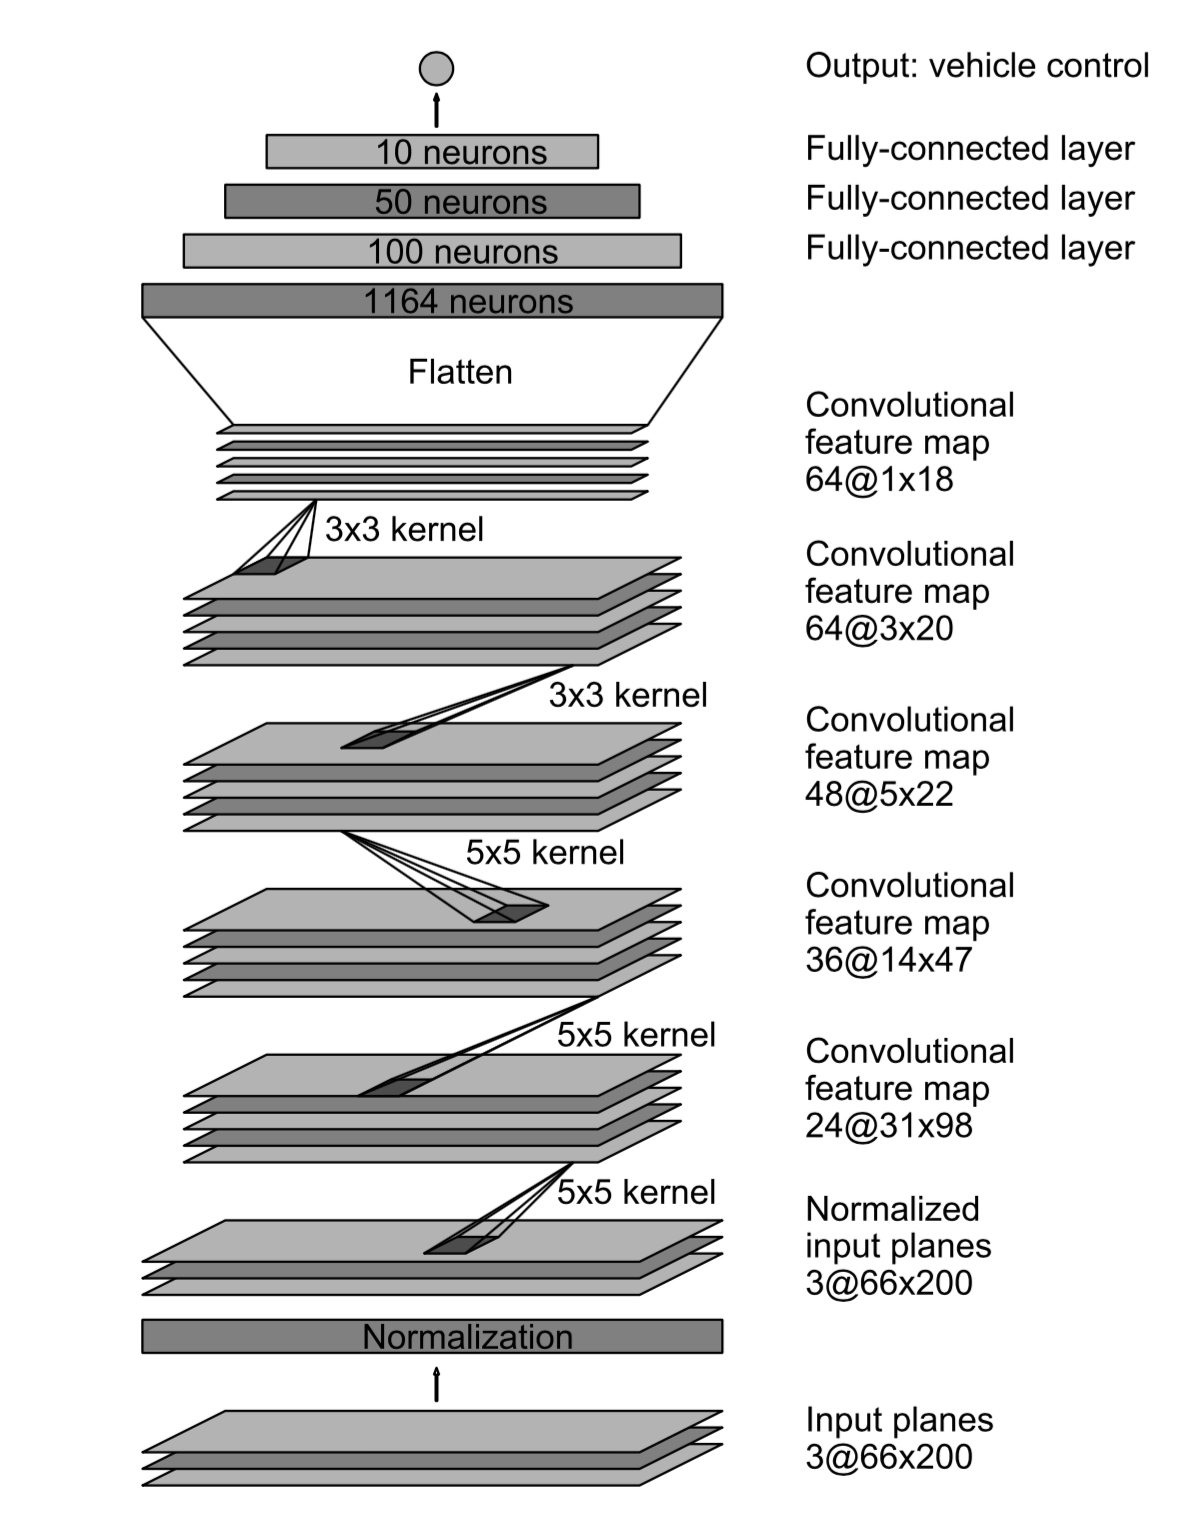 Output: vehicle control
10 neurons
Fully-connected layer
50 neurons
Fully-connected layer
100 neurons
Fully-connected layer
1164 neurons
Flatten
Convolutional
feature map
64@1x18
3x3 kernel
Convolutional
feature map
64@3x20
3x3 kernel
Convolutional
feature map
48@5x22
5x5 kernel
Convolutional
feature map
36@14x47
5x5 kernel
Convolutional
feature map
24@31x98
5x5 kernel
Normalized
input planes
3@66x200
Normalization
Input planes
3@66x200